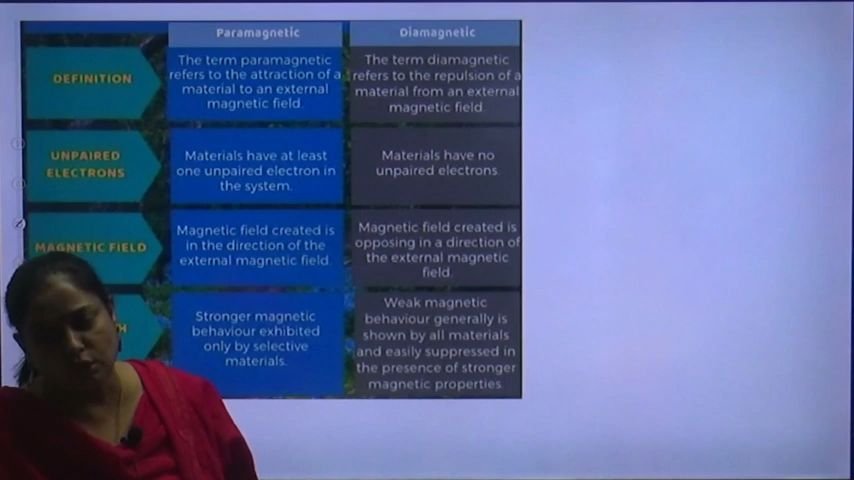 Paramagnetic
Diamagnetic
DEFINITION
The term paramagnetic
refers to the attraction of a
material to an external
magnetic field.
The term diamagnetic
refers to the repulsion of a
material from an external
magnetic field.
UNPAIRED
ELECTRONS
Materials have at least
one unpaired electron in
the system.
Materials have no
unpaired electrons.
MAGNETIC FIELD
Magnetic field created is
in the direction of the
external magnetic field.
Magnetic field created is
opposing in a direction of
the external magnetic
field.
Stronger magnetic
behaviour exhibited
only by selective
materials.
Weak magnetic
behaviour generally is
shown by all materials
and easily suppressed in
the presence of stronger
magnetic properties